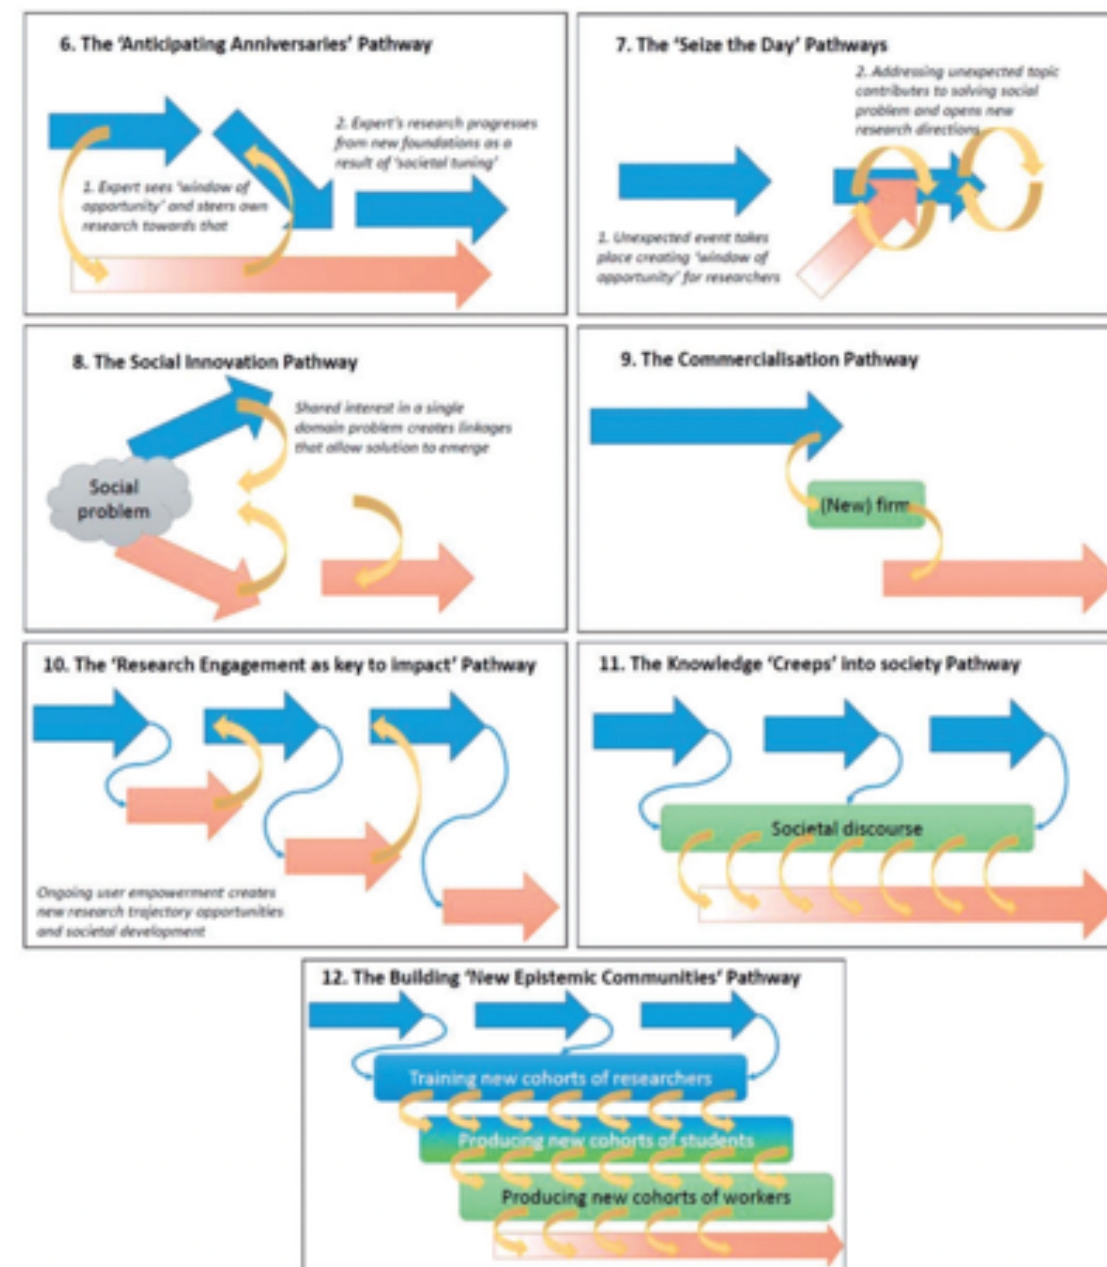 6. The ‘Anticipating Anniversaries’ Pathway
2. Expert’s research progresses
from new foundations as a
result of ‘societal tuning’
1. Expert sees ‘window of
opportunity’ and steers own
research towards that
7. The ‘Seize the Day’ Pathways
2. Addressing unexpected topic
contributes to solving social
problem and opens new
research directions
1. Unexpected event takes
place creating ‘window of
opportunity’ for researchers
8. The Social Innovation Pathway
Shared interest in a single
domain problem creates linkages
that allow solution to emerge
Social
problem
9. The Commercialisation Pathway
(New) firm
10. The ‘Research Engagement as key to impact’ Pathway
Ongoing user empowerment creates
new research trajectory opportunities
and societal development
11. The Knowledge ‘Creeps’ into society Pathway
Societal discourse
12. The Building ‘New Epistemic Communities’ Pathway
Training new cohorts of researchers
Producing new cohorts of students
Producing new cohorts of workers